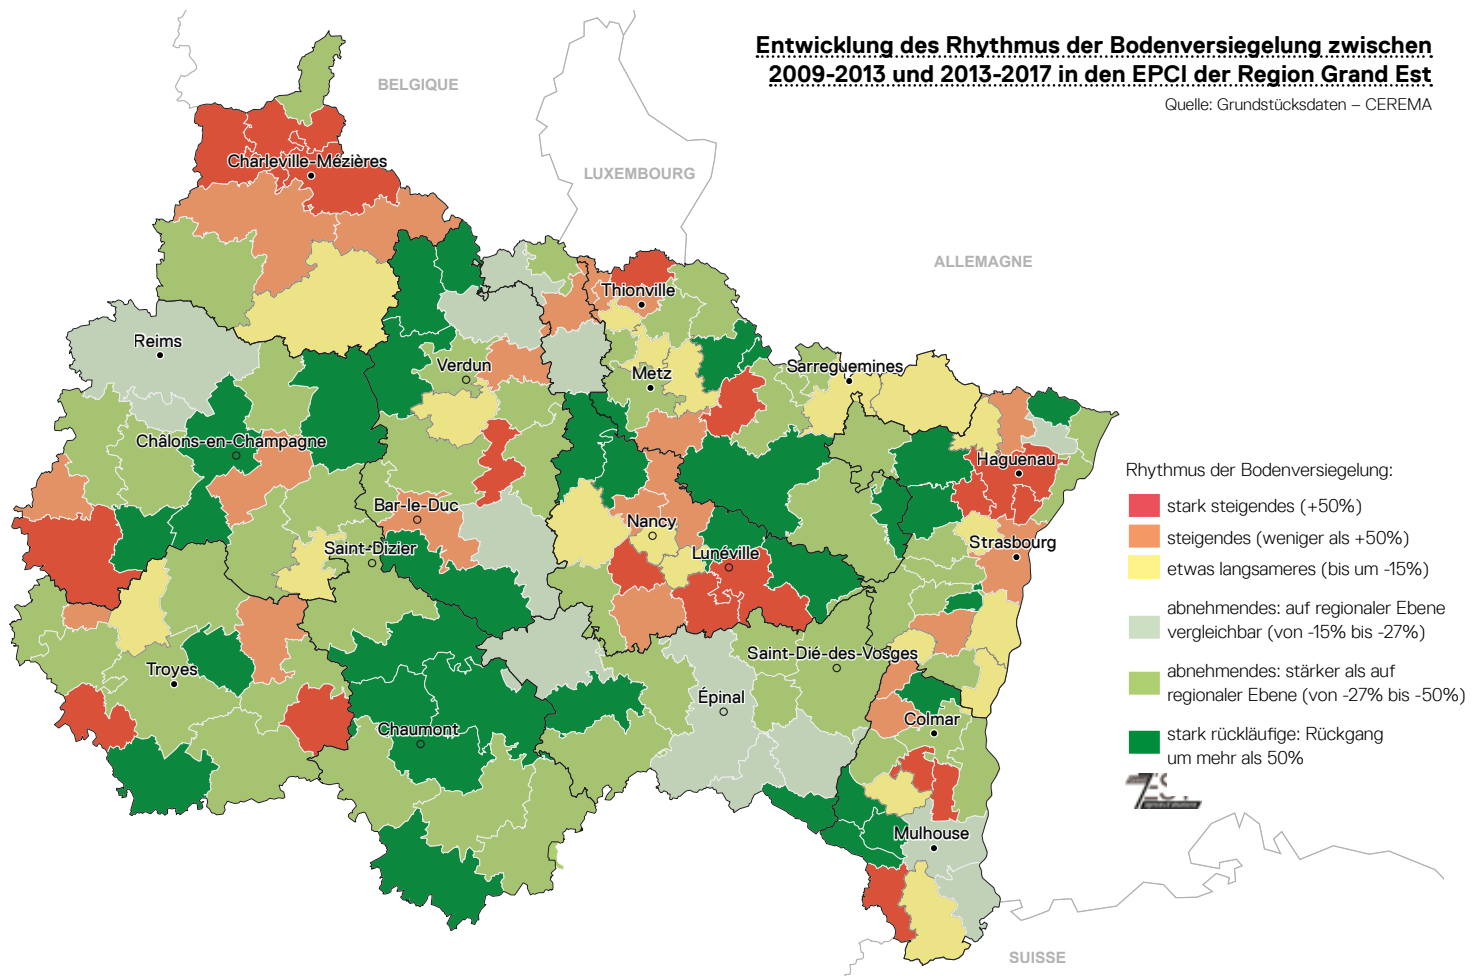 Entwicklung des Rhythmus der Bodenversiegelung zwischen
2009-2013 und 2013-2017 in den EPCI der Region Grand Est
Quelle: Grundstücksdaten – CEREMA
BELGIQUE
LUXEMBOURG
ALLEMAGNE
SUISSE
Charleville-Mézières
Thionville
Reims
Verdun
Metz
Sarreguemines
Châlons-en-Champagne
Haguenau
Bar-le-Duc
Nancy
Saint-Dizier
Lunéville
Strasbourg
Troyes
Saint-Dié-des-Vosges
Épinal
Chaumont
Colmar
Mulhouse
Rhythmus der Bodenversiegelung:
stark steigendes (+50%)
steigendes (weniger als +50%)
etwas langsameres (bis um -15%)
abnehmendes: auf regionaler Ebene
vergleichbar (von -15% bis -27%)
abnehmendes: stärker als auf
regionaler Ebene (von -27% bis -50%)
stark rückläufige: Rückgang
um mehr als 50%